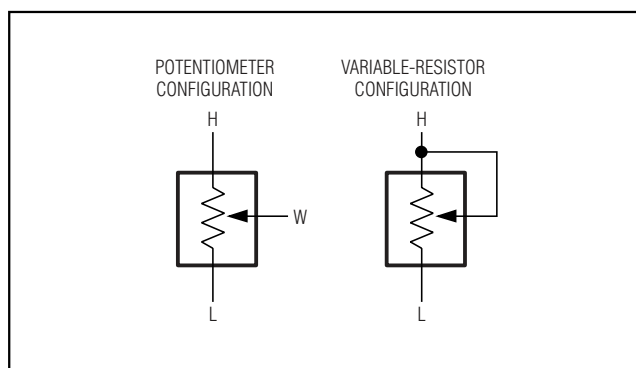 POTENTIOMETER
CONFIGURATION
H
W
L
VARIABLE-RESISTOR
CONFIGURATION
H
L